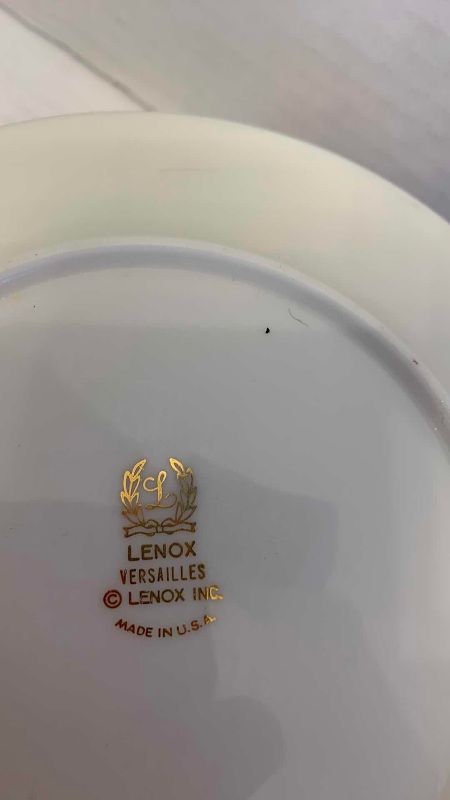 L
LENOX
VERSAILLES
© LENOX INC.
MADE IN U.S.A.